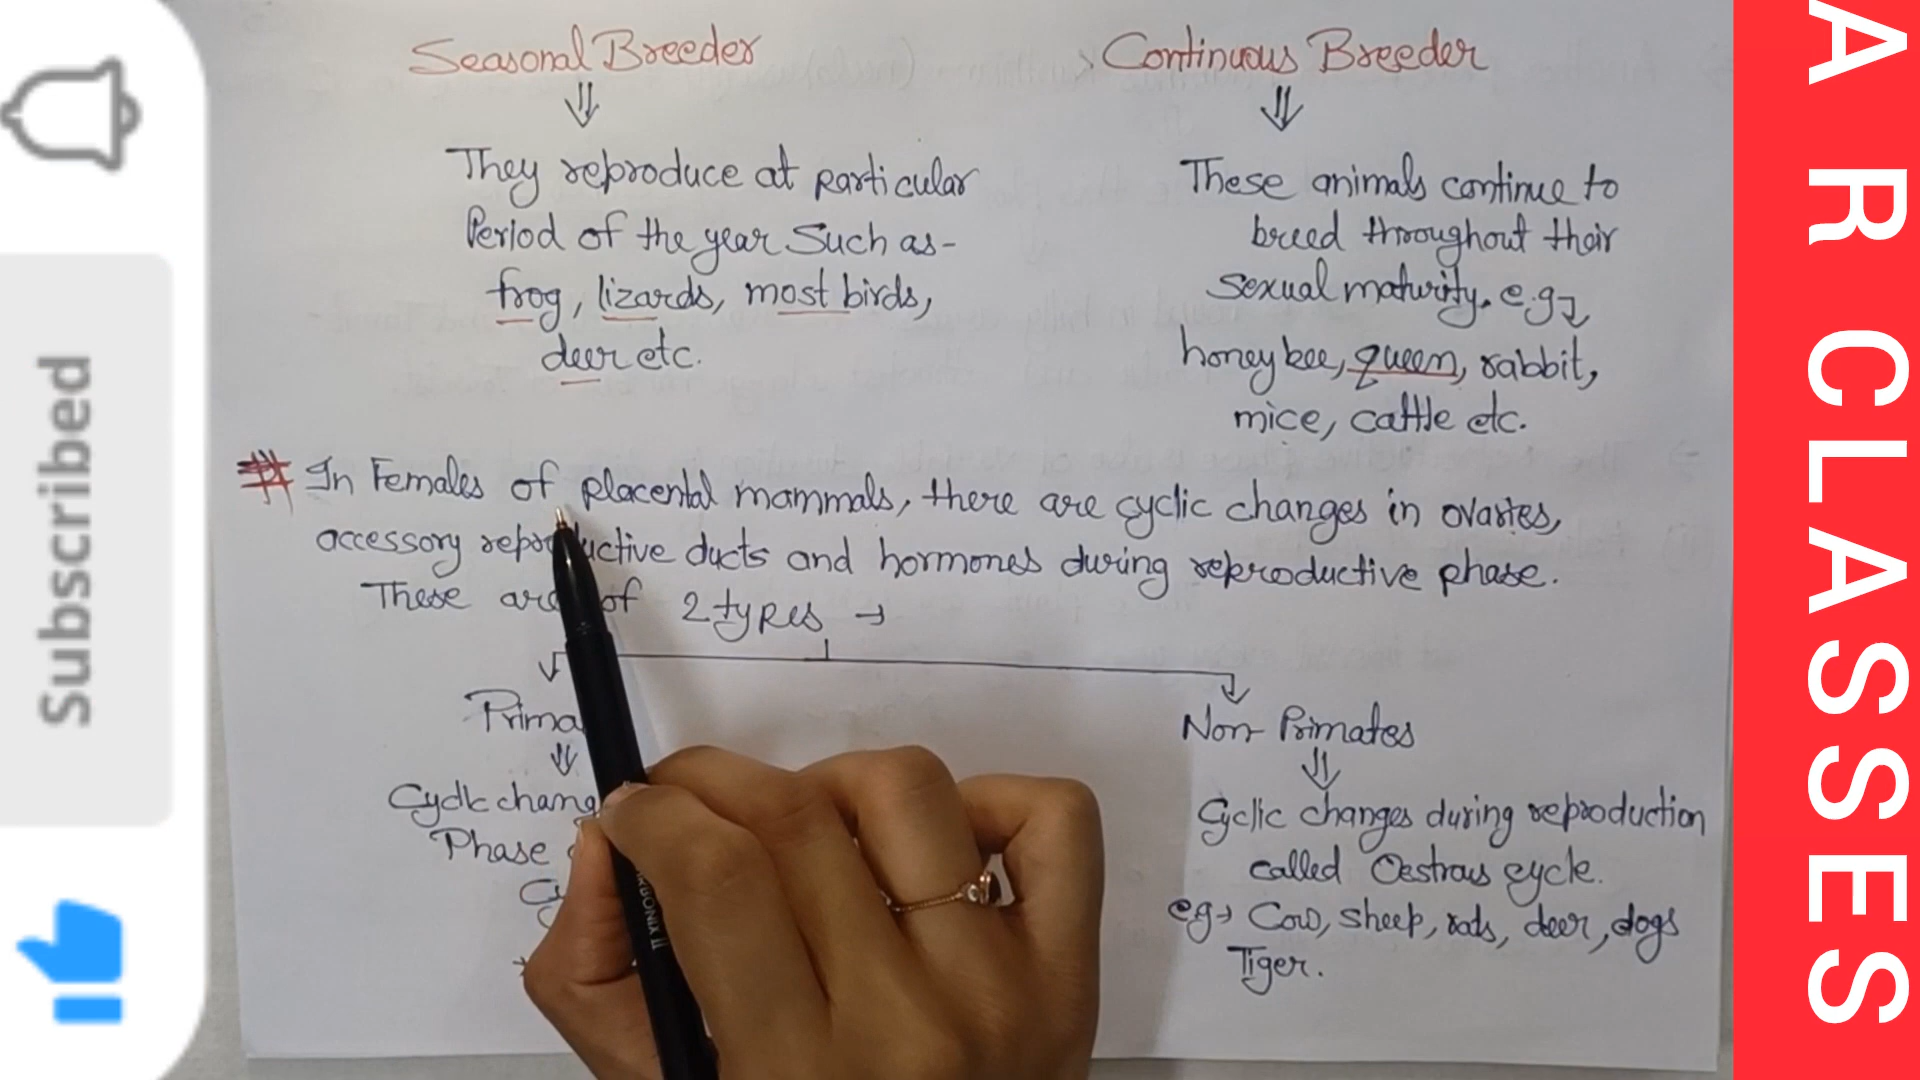 Seasonal Breeder
They reproduce at particular
Period of the year Such as-
frog, lizards, most birds,
deer etc.
Continuous Breeder
These animals continue to
breed throughout their
sexual maturity. e.g→
honey bee, queen, rabbit,
mice, cattle etc.
# In Females of placental mammals, there are cyclic changes in ovaries,
accessory reproductive ducts and hormones during reproductive phase.
These are of 2 types →
Prima
Cyclic chang
Phase
Cy
Non Primates
Cyclic changes during reproduction
called Oestrous cycle.
eg→ Cow, sheep, rats, deer, dogs
Tiger.
Subscribed
A R CLASSES